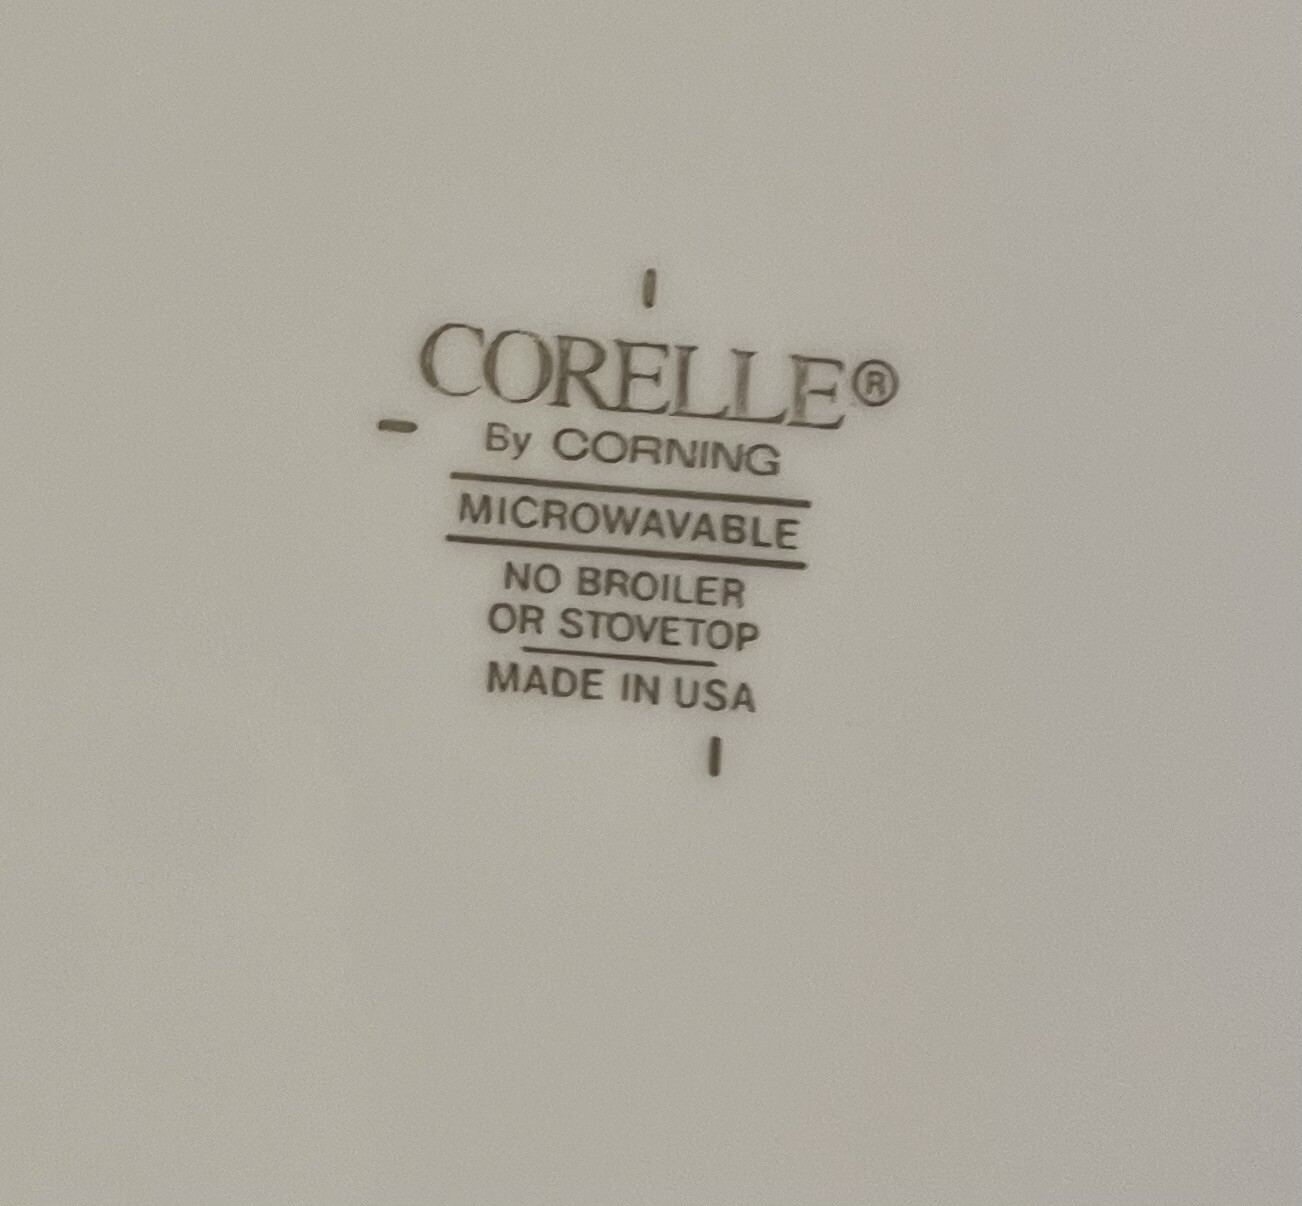 CORELLE®
By CORNING
MICROWAVABLE
NO BROILER
OR STOVETOP
MADE IN USA